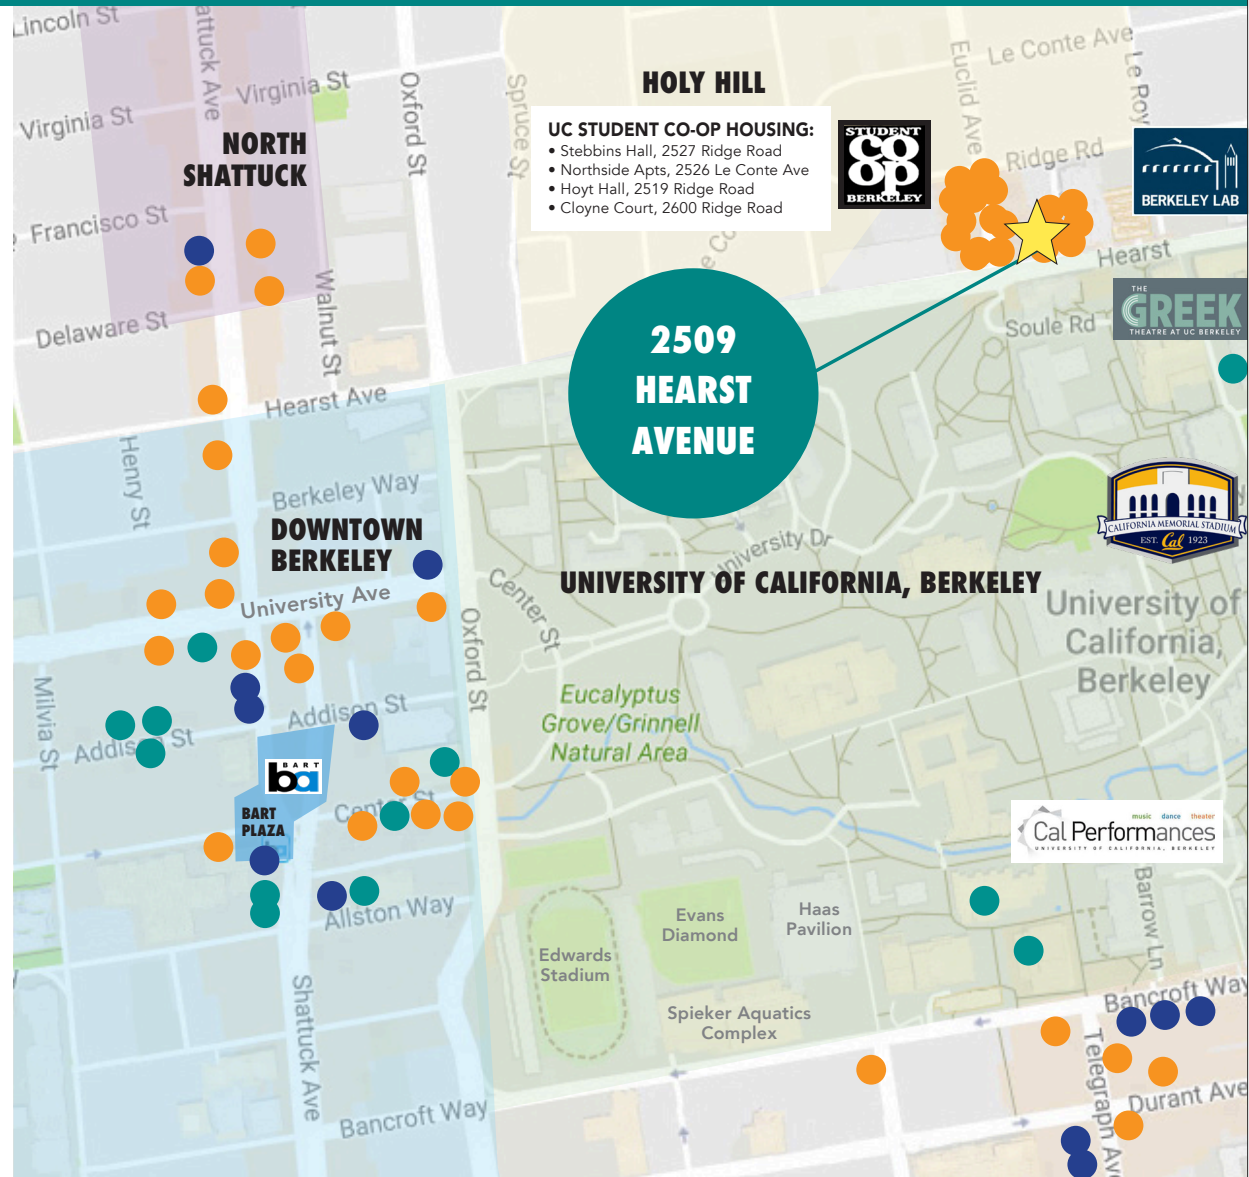 Lincoln St
attuck Ave
Virginia St
Virginia St
Oxford St
Spruce St
HOLY HILL
Euclid Ave
Le Conte Ave
Le Roy
NORTH
SHATTUCK
UC STUDENT CO-OP HOUSING:
• Stebbins Hall, 2527 Ridge Road
• Northside Apts, 2526 Le Conte Ave
• Hoyt Hall, 2519 Ridge Road
• Cloyne Court, 2600 Ridge Road
STUDENT
CO
OP
BERKELEY
Ridge Rd
BERKELEY LAB
Francisco St
Walnut St
Delaware St
e Co
Hearst
Soule Rd
THE
GREEK
THEATRE AT UC BERKELEY
2509
HEARST
AVENUE
Hearst Ave
Henry St
Berkeley Way
DOWNTOWN
BERKELEY
CALIFORNIA MEMORIAL STADIUM
EST. Cal 1923
University Dr
Center St
UNIVERSITY OF CALIFORNIA, BERKELEY
University Ave
Oxford St
University of
California,
Berkeley
Milvia St
Eucalyptus
Grove/Grinnell
Natural Area
Addison St
Addis St
BART
ba
BART
PLAZA
Center St
music dance theater
Cal Performances
UNIVERSITY OF CALIFORNIA, BERKELEY
Barrow Ln
Allston Way
Evans
Diamond
Haas
Pavilion
Edwards
Stadium
Spieker Aquatics
Complex
Shattuck Ave
Bancroft Way
Bancroft Way
Telegraph Av
Durant Ave